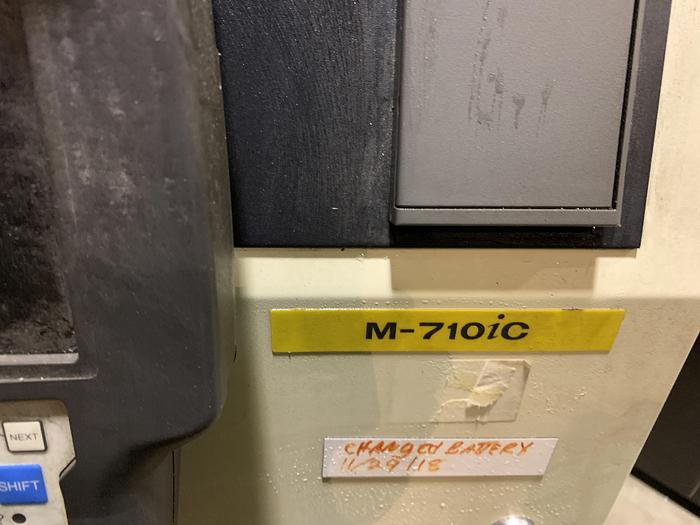 M-710iC
CHANGED BATTERY
11/29/18
NEXT
SHIFT